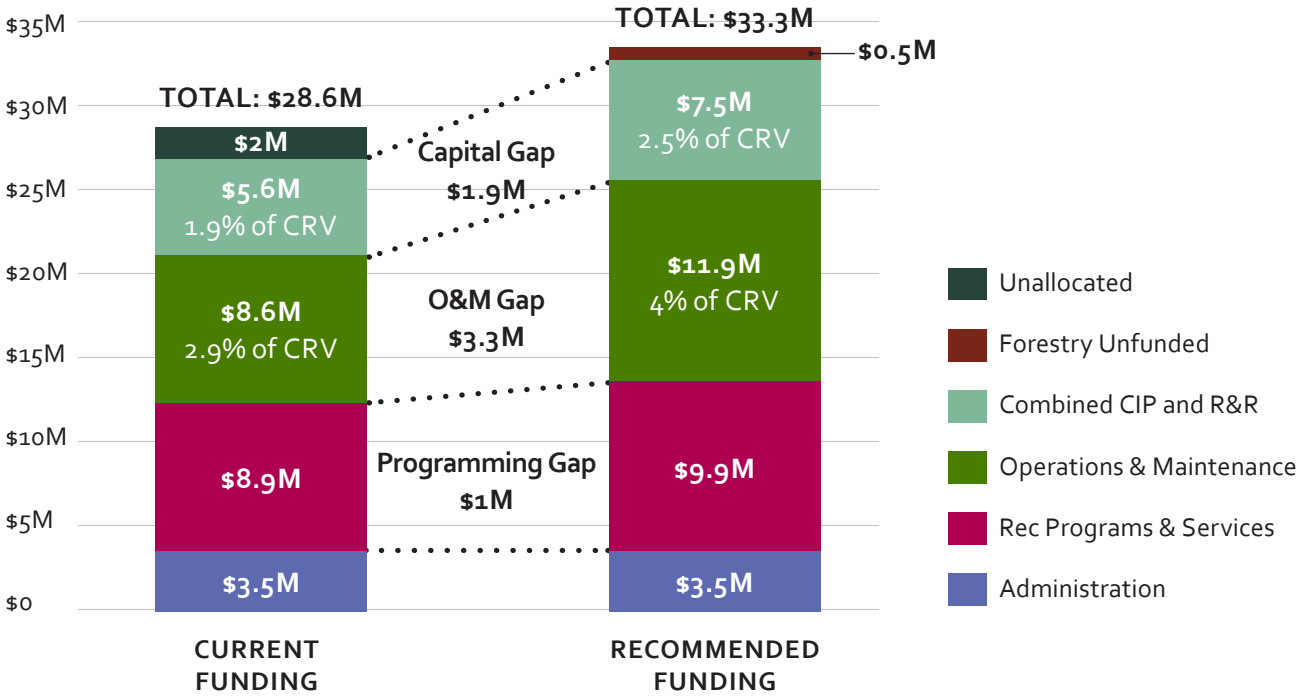 $35M
$30M
$25M
$20M
$15M
$10M
$5M
$0
TOTAL: $28.6M
$2M
$5.6M
1.9% of CRV
$8.6M
2.9% of CRV
$8.9M
$3.5M
CURRENT
FUNDING
Capital Gap
$1.9M
O&M Gap
$3.3M
Programming Gap
$1M
TOTAL: $33.3M
$0.5M
$7.5M
2.5% of CRV
$11.9M
4% of CRV
$9.9M
$3.5M
RECOMMENDED
FUNDING
Unallocated
Forestry Unfunded
Combined CIP and R&R
Operations & Maintenance
Rec Programs & Services
Administration